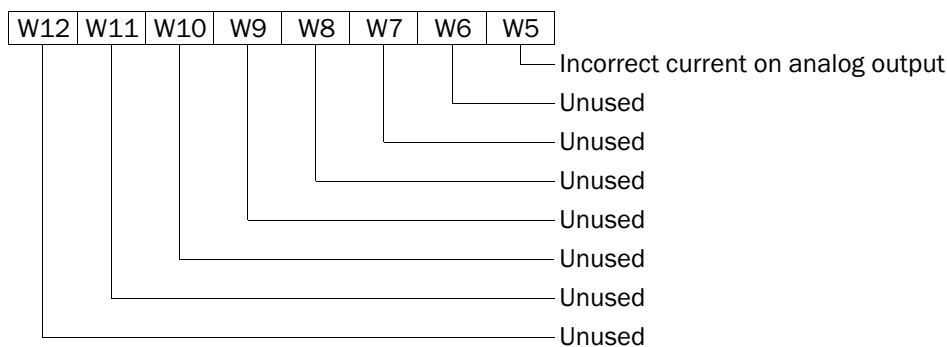 W12 W11 W10 W9 W8 W7 W6 W5
Incorrect current on analog output
Unused
Unused
Unused
Unused
Unused
Unused
Unused